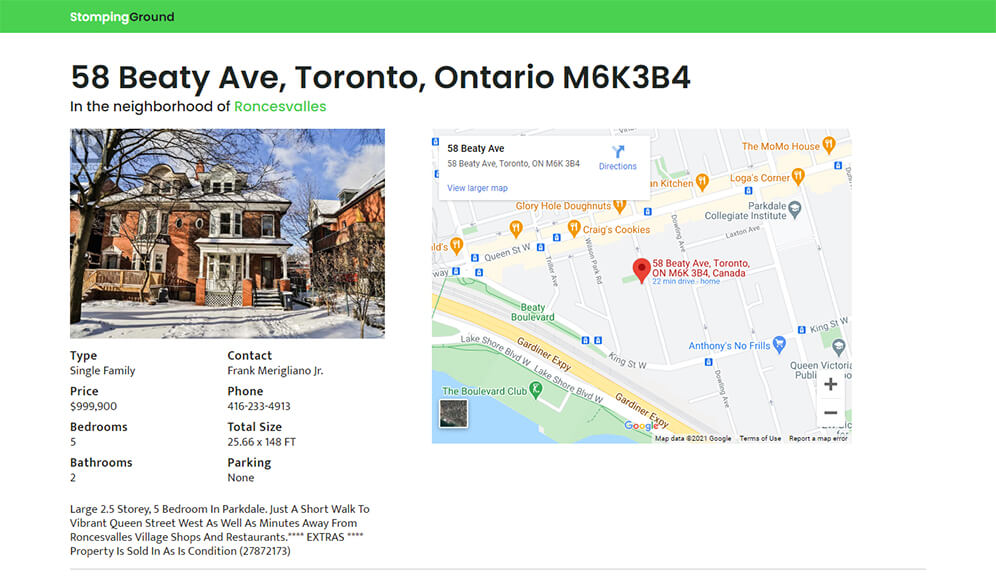 StompingGround
58 Beaty Ave, Toronto, Ontario M6K3B4
In the neighborhood of Roncesvalles
Type
Single Family
Price
$999,900
Bedrooms
5
Bathrooms
2
Contact
Frank Merigliano Jr.
Phone
416-233-4913
Total Size
25.66 x 148 FT
Parking
None
Large 2.5 Storey, 5 Bedroom In Parkdale. Just A Short Walk To
Vibrant Queen Street West As Well As Minutes Away From
Roncesvalles Village Shops And Restaurants.**** EXTRAS ****
Property Is Sold In As Is Condition (27872173)
58 Beaty Ave
58 Beaty Ave, Toronto, ON M6K 3B4
Directions
View larger map
The MoMo House
an Kitchen
Loga's Corner
Glory Hole Doughnuts
Parkdale
Collegiate Institute
Craig's Cookies
Laxton Ave
Dowling Ave
ld's
Queen St W
way
Triller Ave
Wilson Park Rd
58 Beaty Ave, Toronto,
ON M6K 3B4, Canada
22 min drive - home
Beaty
Boulevard
King St W
Anthony's No Frills
Lake Shore Blvd W
Gardiner Expy
King St W
Queen Victoria
Lake Shore Blvd W
Dowling Ave
The Boulevard Club
Gardiner Expy
Google
Map data ©2021 Google
Terms of Use
Report a map error